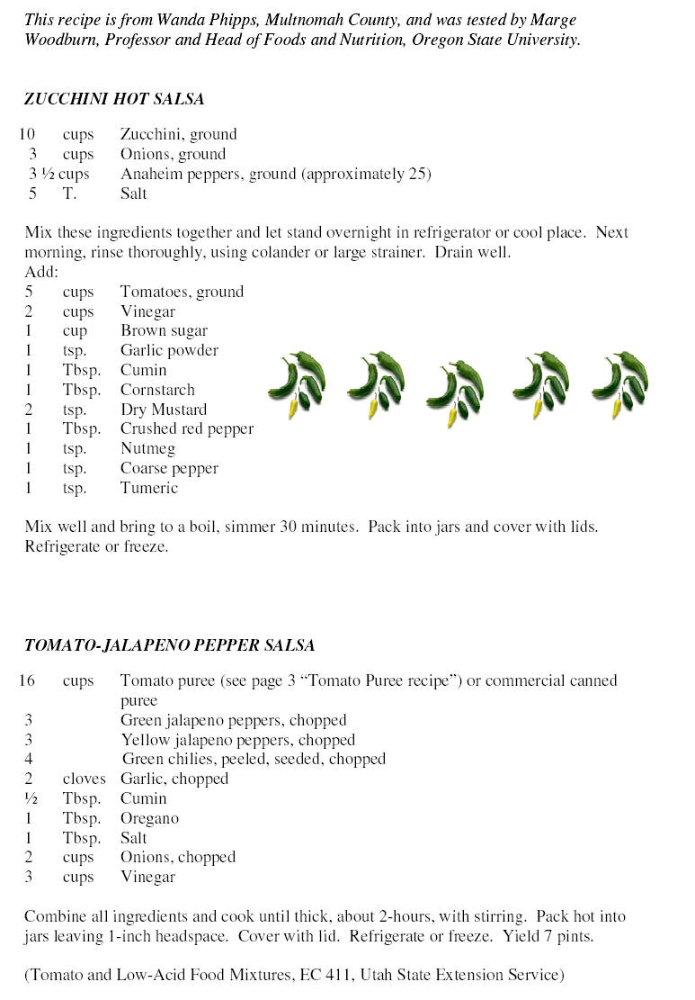 This recipe is from Wanda Phipps, Multnomah County, and was tested by Marge
Woodburn, Professor and Head of Foods and Nutrition, Oregon State University.
ZUCCHINI HOT SALSA
10 cups Zucchini, ground
3 cups Onions, ground
3 ½ cups Anaheim peppers, ground (approximately 25)
5 T. Salt
Mix these ingredients together and let stand overnight in refrigerator or cool place. Next
morning, rinse thoroughly, using colander or large strainer. Drain well.
Add:
5 cups Tomatoes, ground
2 cups Vinegar
1 cup Brown sugar
1 tsp. Garlic powder
1 Tbsp. Cumin
1 Tbsp. Cornstarch
2 tsp. Dry Mustard
1 Tbsp. Crushed red pepper
1 tsp. Nutmeg
1 tsp. Coarse pepper
1 tsp. Tumeric
Mix well and bring to a boil, simmer 30 minutes. Pack into jars and cover with lids.
Refrigerate or freeze.
TOMATO-JALAPENO PEPPER SALSA
16 cups Tomato puree (see page 3 “Tomato Puree recipe”) or commercial canned
puree
3 Green jalapeno peppers, chopped
3 Yellow jalapeno peppers, chopped
4 Green chilies, peeled, seeded, chopped
2 cloves Garlic, chopped
½ Tbsp. Cumin
1 Tbsp. Oregano
1 Tbsp. Salt
2 cups Onions, chopped
3 cups Vinegar
Combine all ingredients and cook until thick, about 2-hours, with stirring. Pack hot into
jars leaving 1-inch headspace. Cover with lid. Refrigerate or freeze. Yield 7 pints.
(Tomato and Low-Acid Food Mixtures, EC 411, Utah State Extension Service)